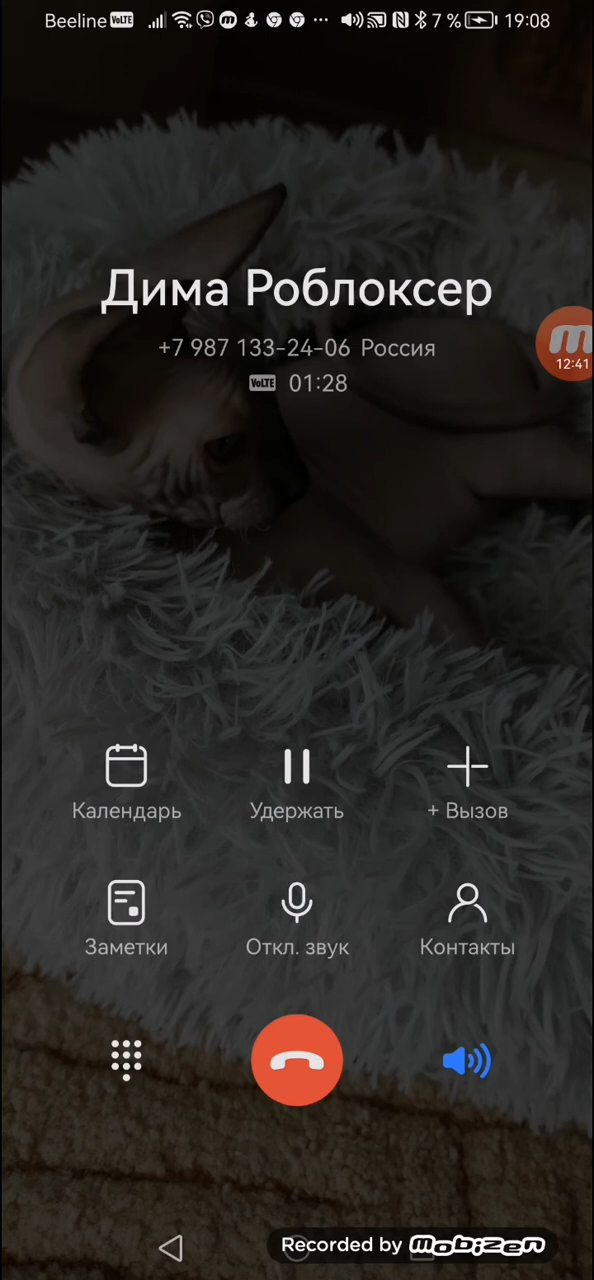 Beeline VoLTE 7 % 19:08
Дима Роблоксер
+7 987 133-24-06 Россия
VoLTE 01:28
12:41
Календарь Удержать + Вызов
Заметки Откл. звук Контакты
Recorded by mobizen